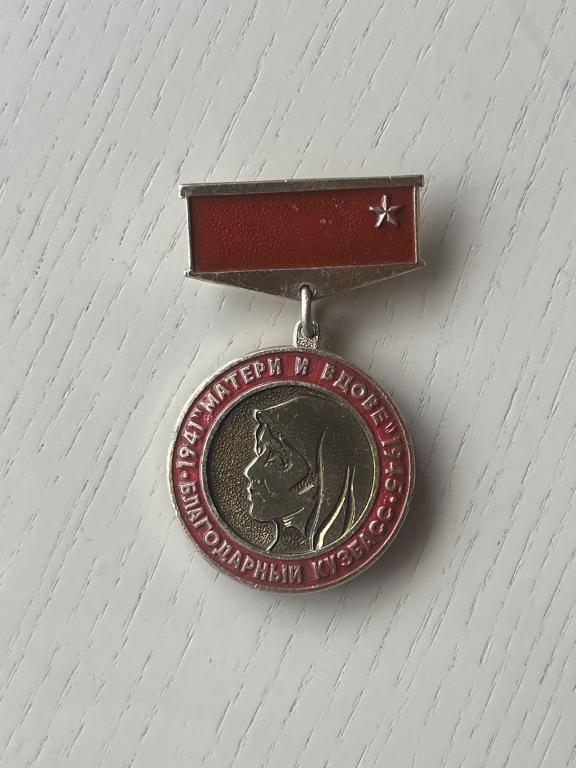 1941 "МАТЕРИ И ВДОВЕ" 1945
· БЛАГОДАРНЫЙ КУЗБАСС ·